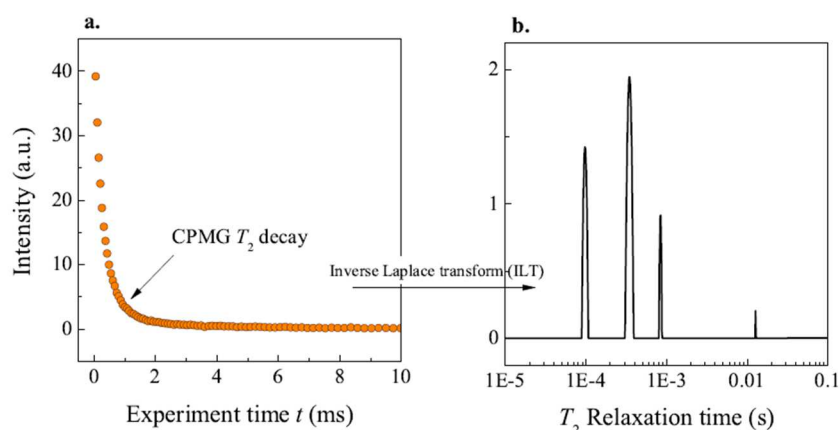 a.
Intensity (a.u.)
40
30
20
10
0
CPMG T2 decay
0 2 4 6 8 10
Experiment time t (ms)
Inverse Laplace transform (ILT)
b.
2
1
0
1E-5 1E-4 1E-3 0.01 0.1
T2 Relaxation time (s)